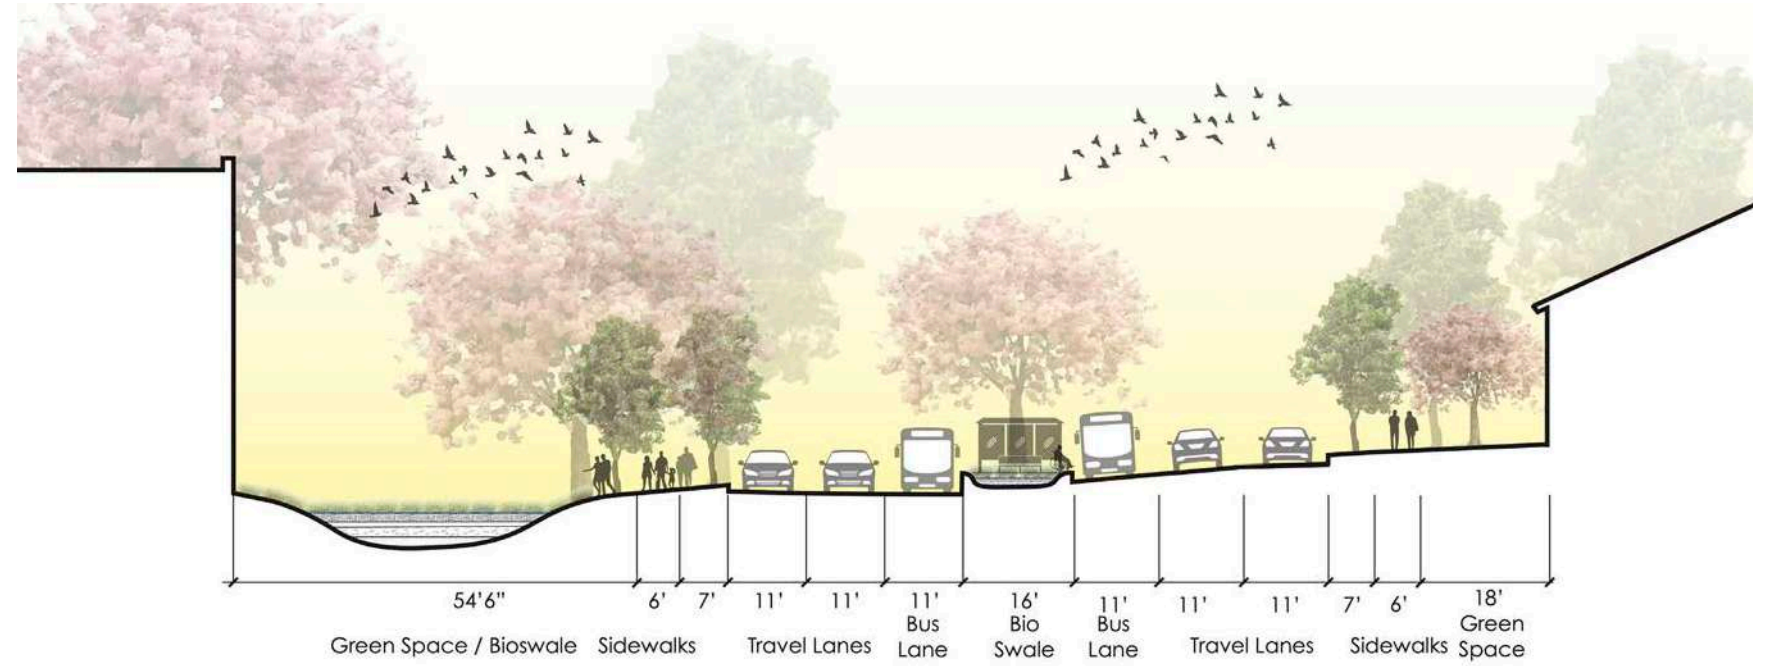 54'6" 6' 7' 11' 11' 11' 16' 11' 11' 11' 7' 6' 18'
Green Space / Bioswale Sidewalks Travel Lanes Bus Lane Bio Swale Bus Lane Travel Lanes Sidewalks Green Space